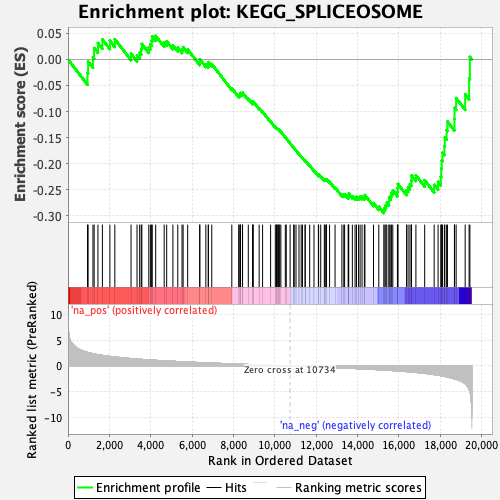 Enrichment plot: KEGG_SPLICEOSOME
Enrichment score (ES)
0.05
0.00
-0.05
-0.10
-0.15
-0.20
-0.25
-0.30
'na_pos' (positively correlated)
Ranked list metric (PreRanked)
10
5
0
-5
-10
Zero cross at 10734
'na_neg' (negatively correlated)
0 2,000 4,000 6,000 8,000 10,000 12,000 14,000 16,000 18,000 20,000
Rank in Ordered Dataset
Enrichment profile Hits Ranking metric scores